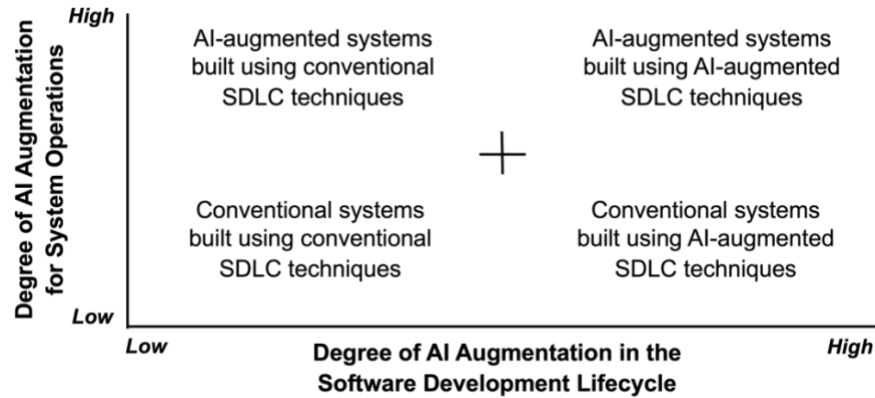 High
Degree of AI Augmentation
for System Operations
AI-augmented systems
built using conventional
SDLC techniques
AI-augmented systems
built using AI-augmented
SDLC techniques
Conventional systems
built using conventional
SDLC techniques
Conventional systems
built using AI-augmented
SDLC techniques
Low
Low
High
Degree of AI Augmentation in the
Software Development Lifecycle